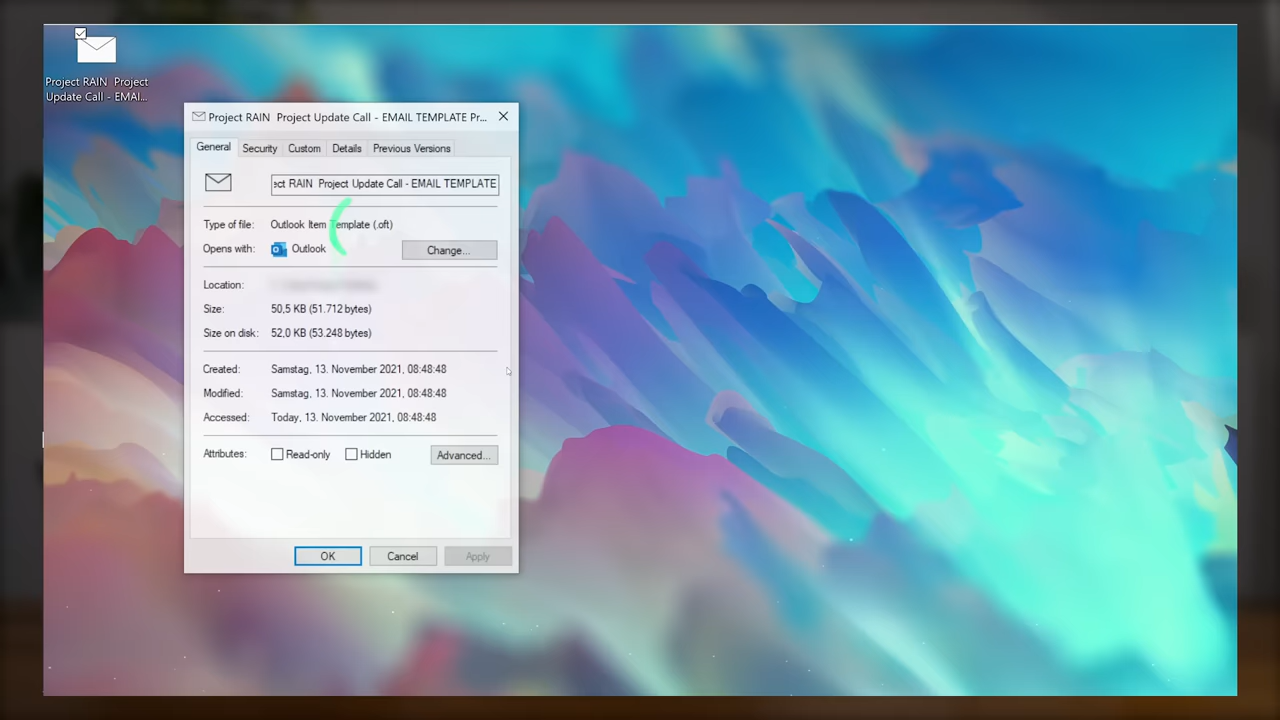 Project RAIN  Project
Update Call - EMAI...
Project RAIN  Project Update Call - EMAIL TEMPLATE Pr...
General Security Custom Details Previous Versions
ect RAIN  Project Update Call - EMAIL TEMPLATE
Type of file: Outlook Item Template (.oft)
Opens with: Outlook Change...
Location:
Size: 50,5 KB (51.712 bytes)
Size on disk: 52,0 KB (53.248 bytes)
Created: Samstag, 13. November 2021, 08:48:48
Modified: Samstag, 13. November 2021, 08:48:48
Accessed: Today, 13. November 2021, 08:48:48
Attributes: Read-only Hidden Advanced...
OK Cancel Apply